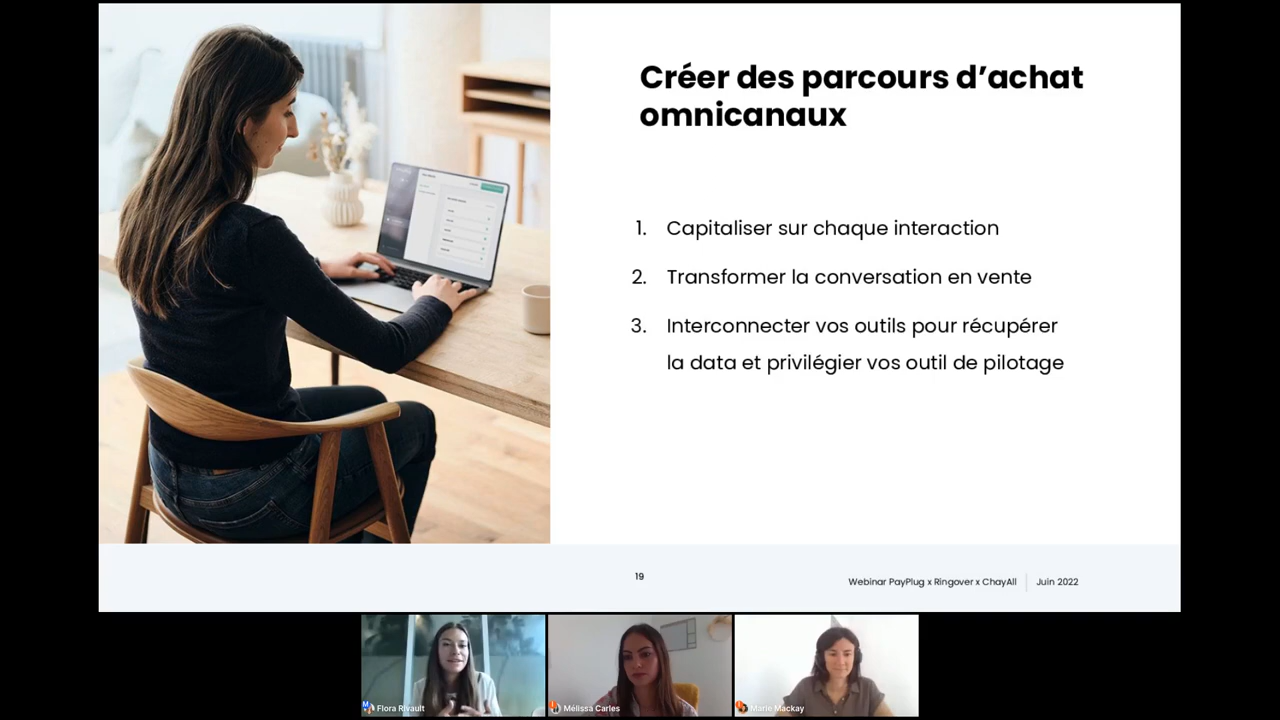 Créer des parcours d’achat
omnicanaux
1. Capitaliser sur chaque interaction
2. Transformer la conversation en vente
3. Interconnecter vos outils pour récupérer
la data et privilégier vos outil de pilotage
19
Webinar PayPlug x Ringover x ChayAll | Juin 2022
Flora Rivault
Mélissa Carles
Marie Mackay